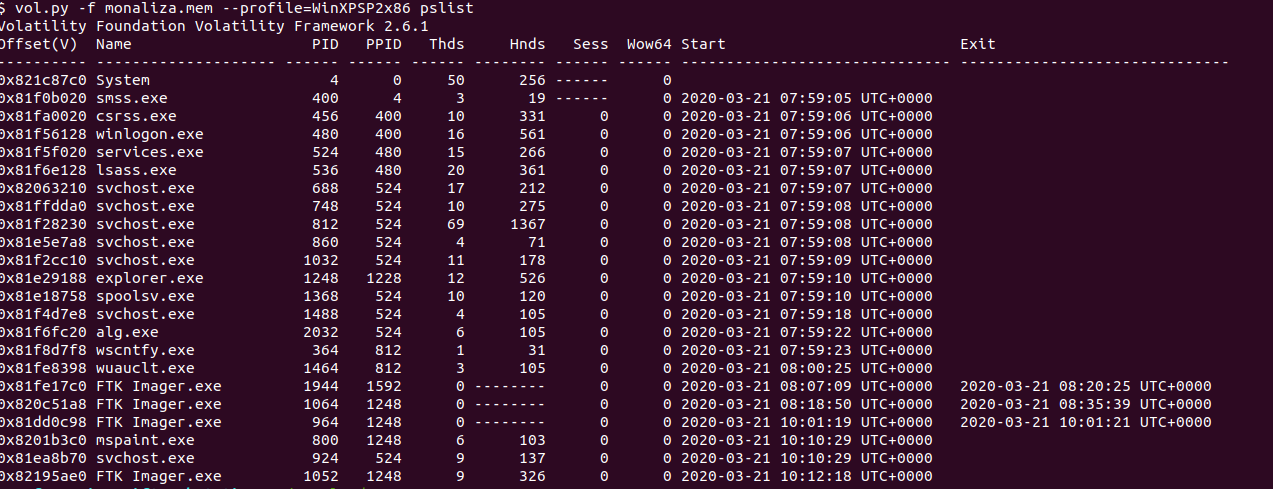 $ vol.py -f monaliza.mem --profile=WinXPSP2x86 pslist
Volatility Foundation Volatility Framework 2.6.1
Offset(V)  Name                    PID   PPID   Thds     Hnds   Sess  Wow64 Start                          Exit
---------- -------------------- ------ ------ ------ -------- ------ ------ ------------------------------ ------------------------------
0x821c87c0 System                    4      0     50      256 ------      0
0x81f0b020 smss.exe                400      4      3       19 ------      0 2020-03-21 07:59:05 UTC+0000
0x81fa0020 csrss.exe               456    400     10      331      0      0 2020-03-21 07:59:06 UTC+0000
0x81f56128 winlogon.exe            480    400     16      561      0      0 2020-03-21 07:59:06 UTC+0000
0x81f5f020 services.exe            524    480     15      266      0      0 2020-03-21 07:59:07 UTC+0000
0x81f6e128 lsass.exe               536    480     20      361      0      0 2020-03-21 07:59:07 UTC+0000
0x82063210 svchost.exe             688    524     17      212      0      0 2020-03-21 07:59:07 UTC+0000
0x81ffdda0 svchost.exe             748    524     10      275      0      0 2020-03-21 07:59:08 UTC+0000
0x81f28230 svchost.exe             812    524     69     1367      0      0 2020-03-21 07:59:08 UTC+0000
0x81e5e7a8 svchost.exe             860    524      4       71      0      0 2020-03-21 07:59:08 UTC+0000
0x81f2cc10 svchost.exe            1032    524     11      178      0      0 2020-03-21 07:59:09 UTC+0000
0x81e29188 explorer.exe           1248   1228     12      526      0      0 2020-03-21 07:59:10 UTC+0000
0x81e18758 spoolsv.exe            1368    524     10      120      0      0 2020-03-21 07:59:10 UTC+0000
0x81f4d7e8 svchost.exe            1488    524      4      105      0      0 2020-03-21 07:59:18 UTC+0000
0x81f6fc20 alg.exe                2032    524      6      105      0      0 2020-03-21 07:59:22 UTC+0000
0x81f8d7f8 wscntfy.exe             364    812      1       31      0      0 2020-03-21 07:59:23 UTC+0000
0x81fe8398 wuauclt.exe            1464    812      3      105      0      0 2020-03-21 08:00:25 UTC+0000
0x81fe17c0 FTK Imager.exe         1944   1592      0 --------      0      0 2020-03-21 08:07:09 UTC+0000   2020-03-21 08:20:25 UTC+0000
0x820c51a8 FTK Imager.exe         1064   1248      0 --------      0      0 2020-03-21 08:18:50 UTC+0000   2020-03-21 08:35:39 UTC+0000
0x81dd0c98 FTK Imager.exe          964   1248      0 --------      0      0 2020-03-21 10:01:19 UTC+0000   2020-03-21 10:01:21 UTC+0000
0x8201b3c0 mspaint.exe             800   1248      6      103      0      0 2020-03-21 10:10:29 UTC+0000
0x81ea8b70 svchost.exe             924    524      9      137      0      0 2020-03-21 10:10:29 UTC+0000
0x82195ae0 FTK Imager.exe         1052   1248      9      326      0      0 2020-03-21 10:12:18 UTC+0000